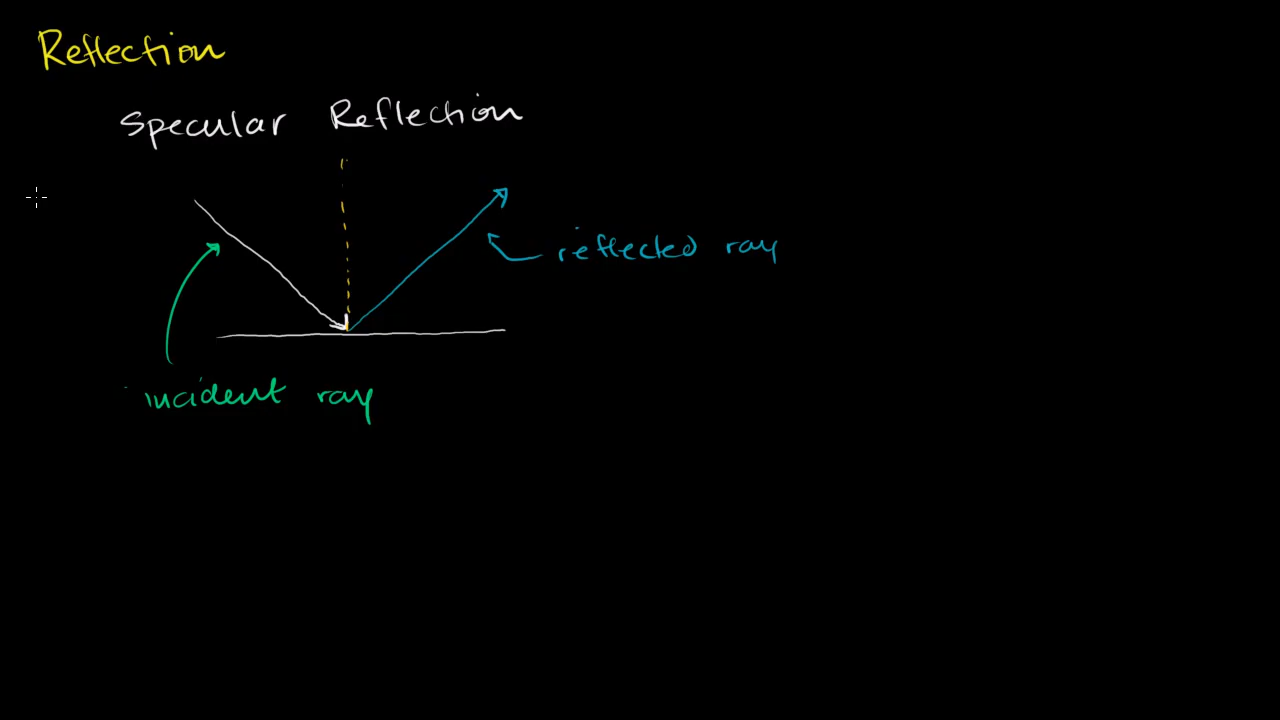 Reflection
Specular Reflection
reflected ray
incident ray